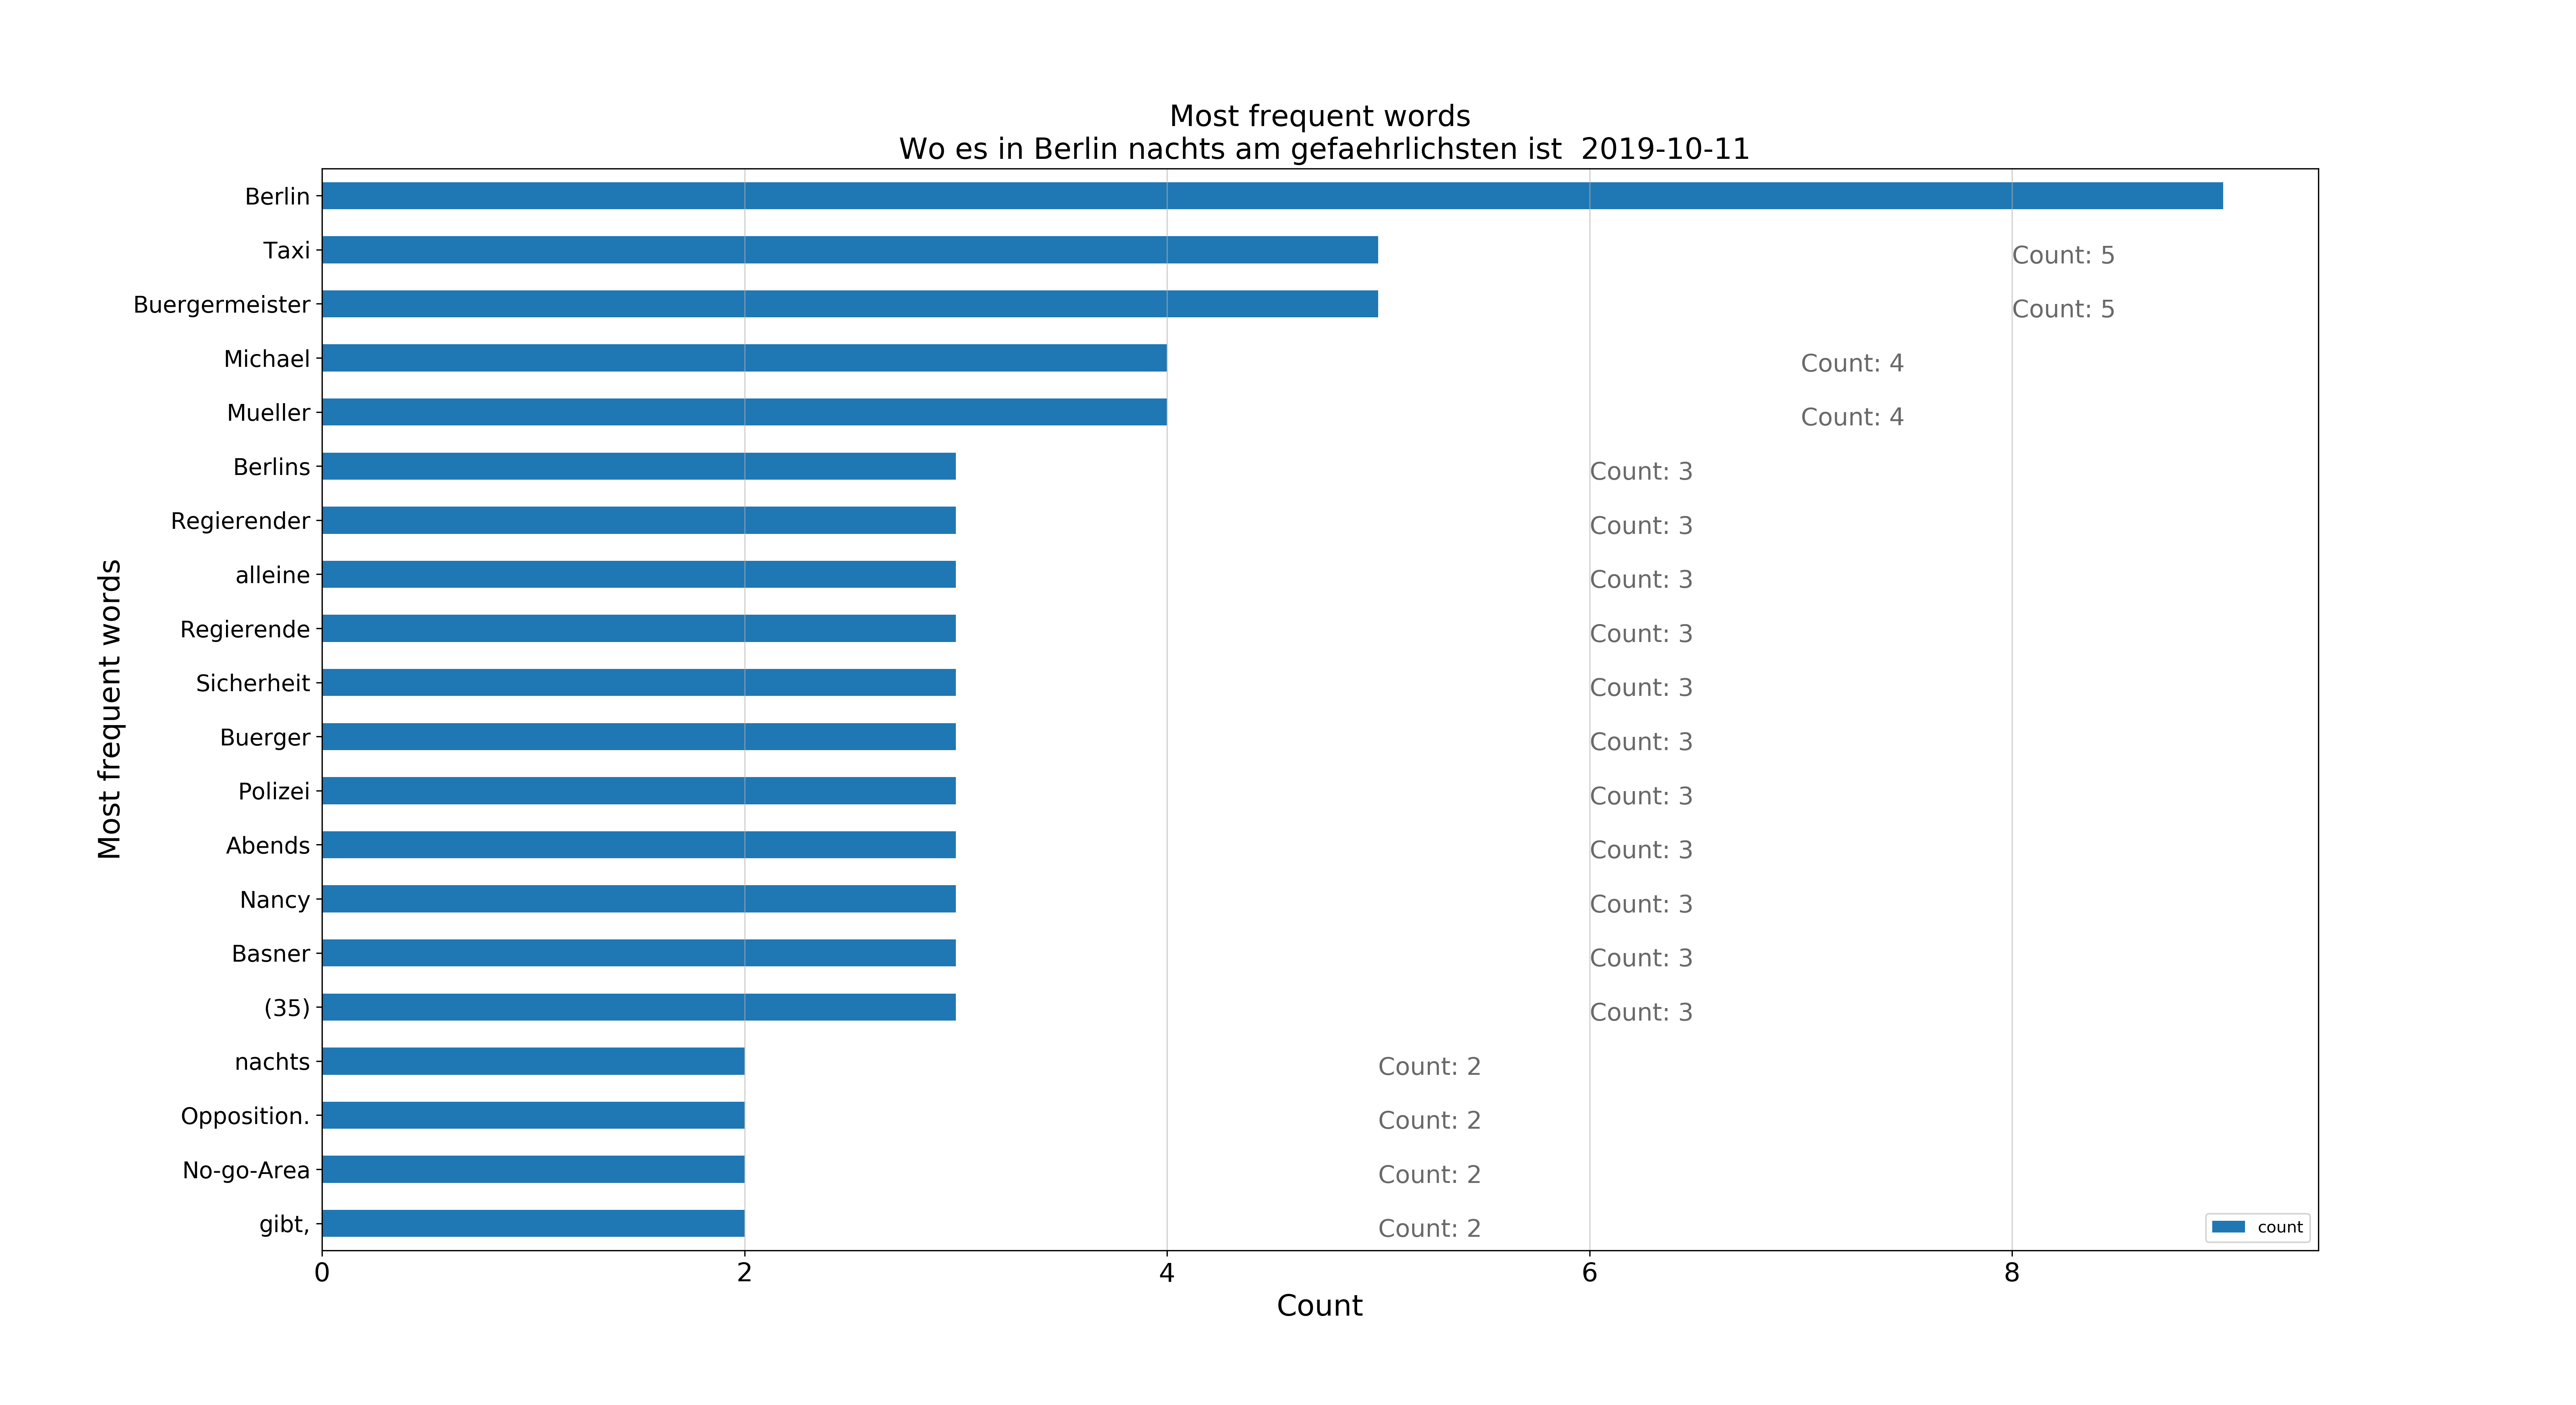 Most frequent words
Wo es in Berlin nachts am gefaehrlichsten ist  2019-10-11
Most frequent words
Berlin
Taxi Count: 5
Buergermeister Count: 5
Michael Count: 4
Mueller Count: 4
Berlins Count: 3
Regierender Count: 3
alleine Count: 3
Regierende Count: 3
Sicherheit Count: 3
Buerger Count: 3
Polizei Count: 3
Abends Count: 3
Nancy Count: 3
Basner Count: 3
(35) Count: 3
nachts Count: 2
Opposition. Count: 2
No-go-Area Count: 2
gibt, Count: 2
count
0 2 4 6 8
Count